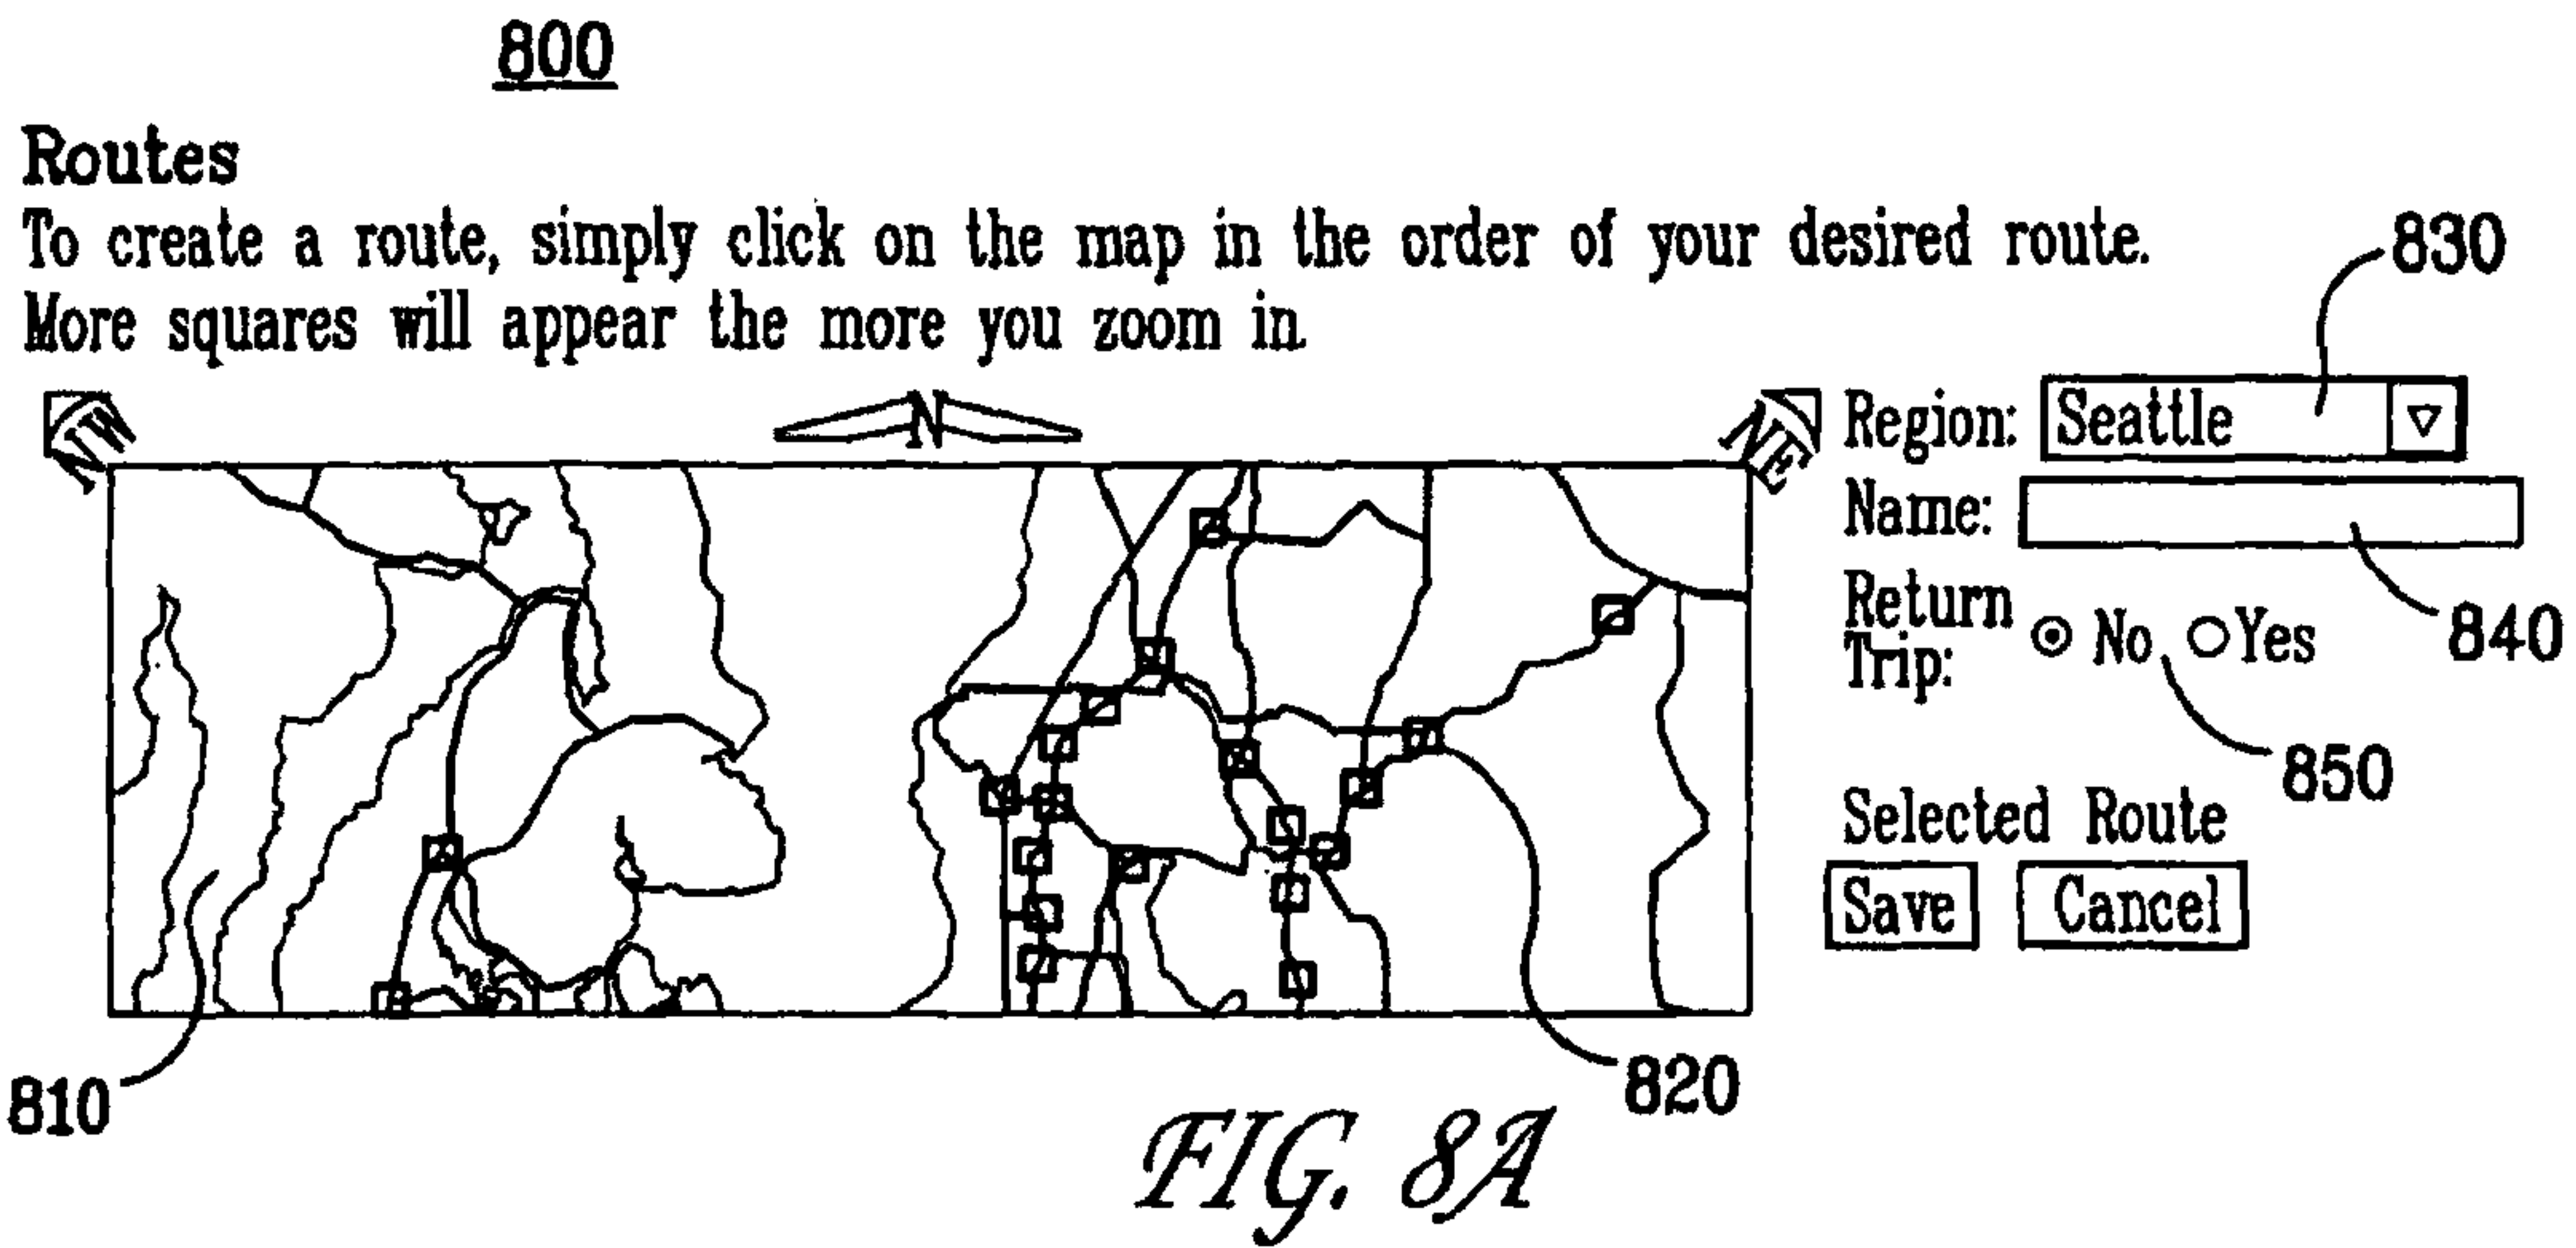 800
Routes
To create a route, simply click on the map in the order of your desired route.
More squares will appear the more you zoom in.
830
NW
N
NE
Region: Seattle
Name:
840
Return Trip: No Yes
850
Selected Route
Save Cancel
810
820
FIG. 8A